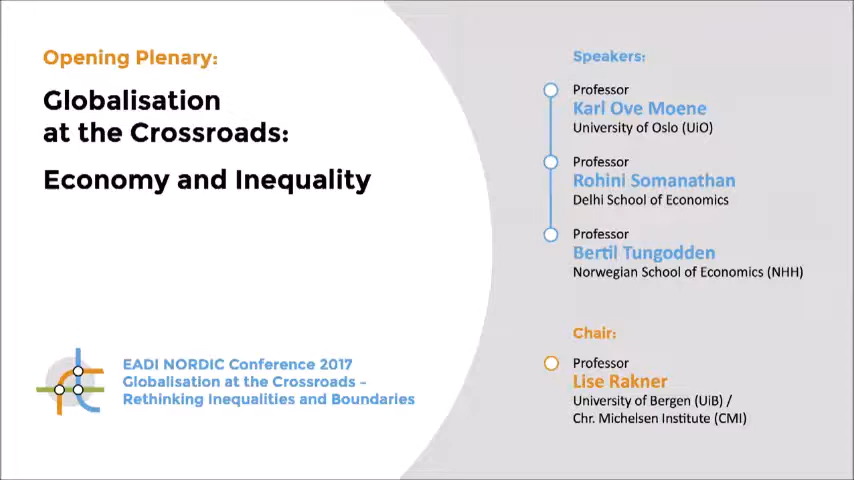 Opening Plenary:
Globalisation
at the Crossroads:
Economy and Inequality
EADI NORDIC Conference 2017
Globalisation at the Crossroads –
Rethinking Inequalities and Boundaries
Speakers:
Professor
Karl Ove Moene
University of Oslo (UiO)
Professor
Rohini Somanathan
Delhi School of Economics
Professor
Bertil Tungodden
Norwegian School of Economics (NHH)
Chair:
Professor
Lise Rakner
University of Bergen (UiB) /
Chr. Michelsen Institute (CMI)